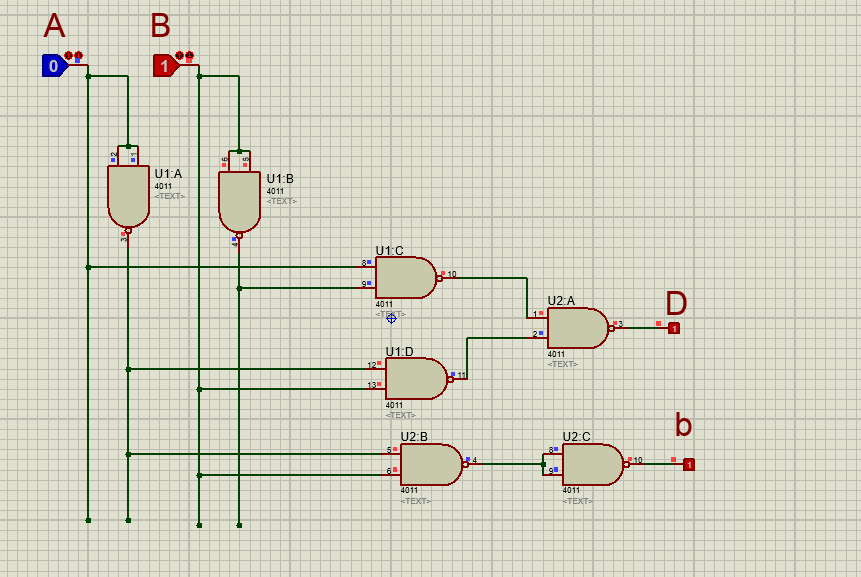 A
B
0
1
2
1
6
5
U1:A
4011
<TEXT>
U1:B
4011
<TEXT>
3
4
U1:C
8
9
10
4011
<TEXT>
U2:A
1
2
3
4011
<TEXT>
D
1
U1:D
12
13
11
4011
<TEXT>
U2:B
5
6
4
4011
<TEXT>
U2:C
8
9
10
4011
<TEXT>
b
1